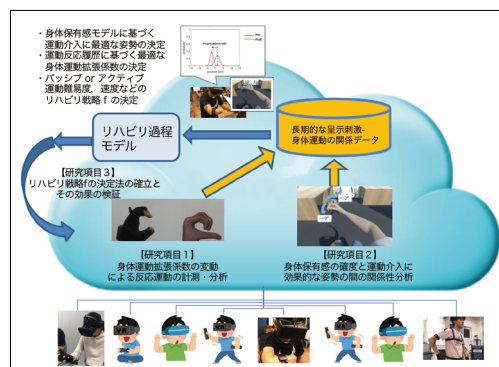 ・身体保有感モデルに基づく
運動介入に最適な姿勢の決定
・運動反応履歴に基づく最適な
身体運動拡張係数の決定
・パッシブ or アクティブ
運動難易度，速度などの
リハビリ戦略 f の決定
リハビリ過程
モデル
長期的な呈示刺激-
身体運動の関係データ
【研究項目３】
リハビリ戦略fの決定法の確立と
その効果の検証
【研究項目１】
身体運動拡張係数の変動
による反応運動の計測・分析
【研究項目２】
身体保有感の確度と運動介入に
効果的な姿勢の間の関係性分析